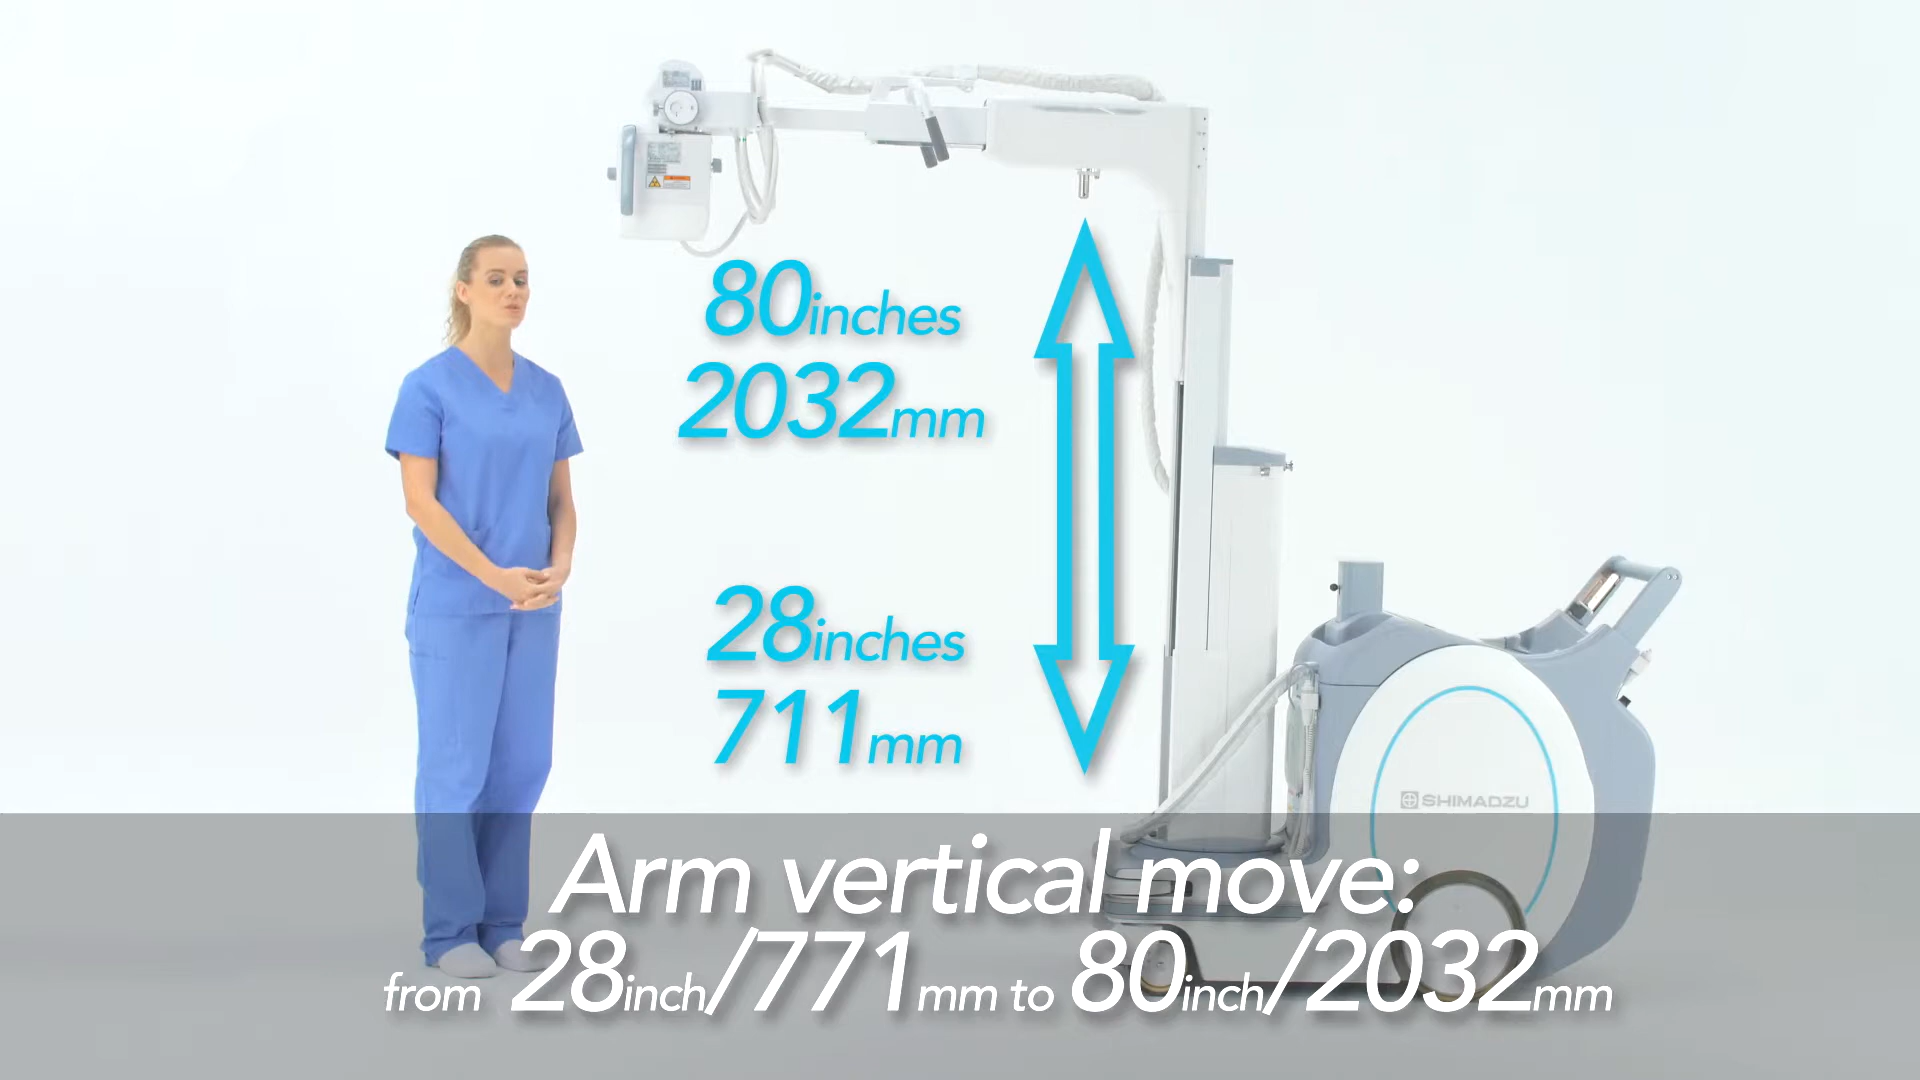 80inches
2032mm
28inches
711mm
SHIMADZU
Arm vertical move:
from 28inch/771mm to 80inch/2032mm